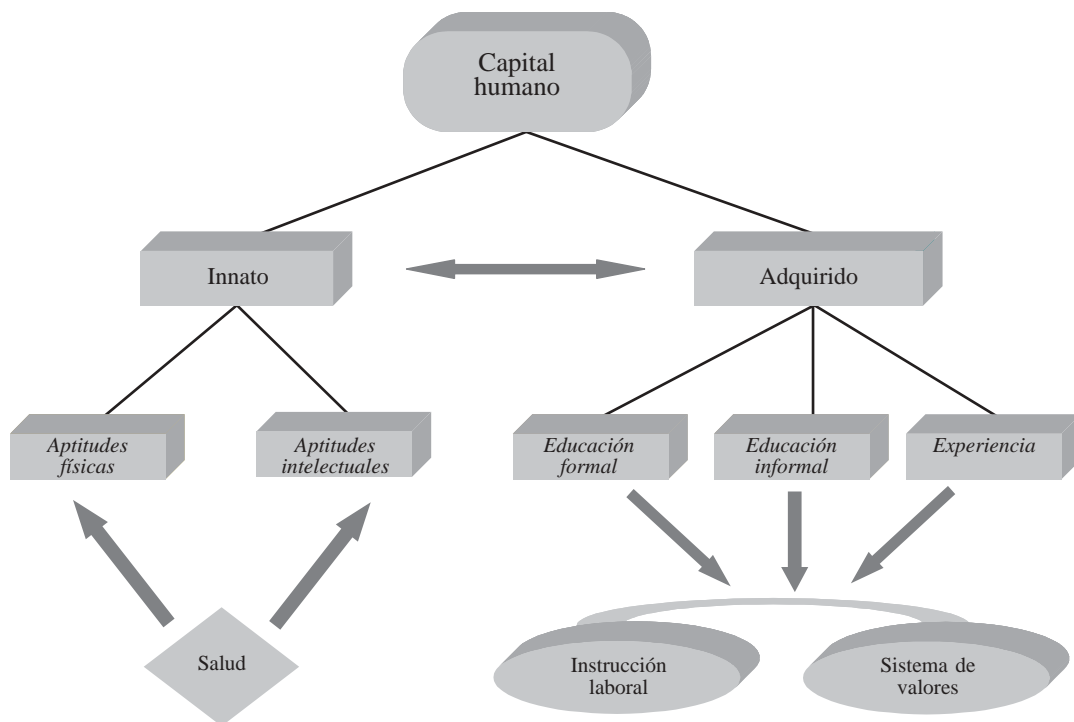 Capital
humano
Innato
Adquirido
Aptitudes
físicas
Aptitudes
intelectuales
Educación
formal
Educación
informal
Experiencia
Salud
Instrucción
laboral
Sistema de
valores